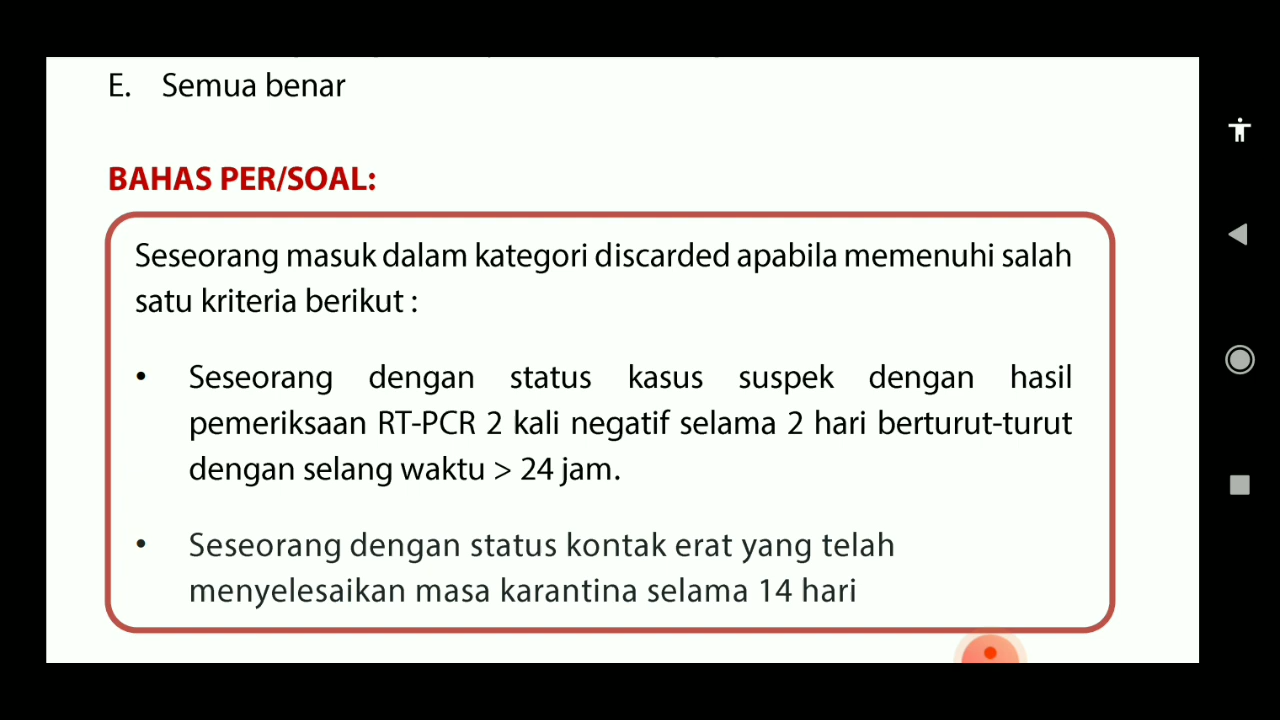 E. Semua benar
BAHAS PER/SOAL:
Seseorang masuk dalam kategori discarded apabila memenuhi salah
satu kriteria berikut :
• Seseorang dengan status kasus suspek dengan hasil
pemeriksaan RT-PCR 2 kali negatif selama 2 hari berturut-turut
dengan selang waktu > 24 jam.
• Seseorang dengan status kontak erat yang telah
menyelesaikan masa karantina selama 14 hari